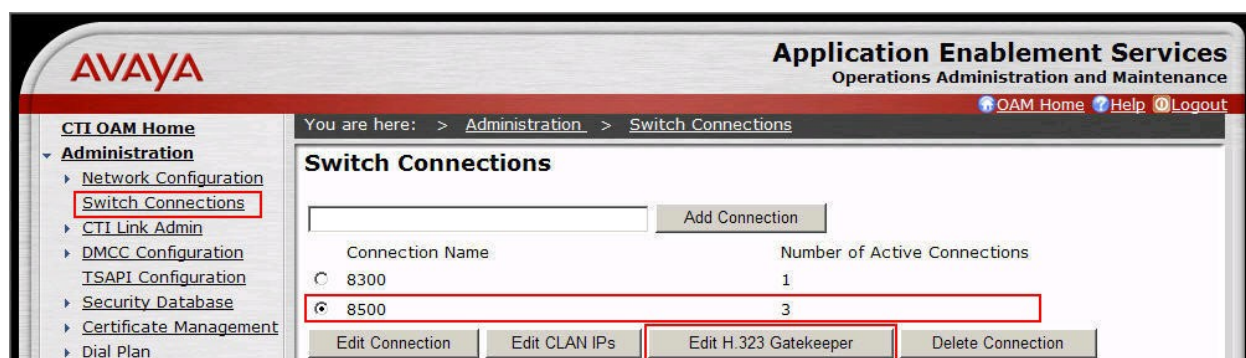 AVAYA
Application Enablement Services
Operations Administration and Maintenance
OAM Home Help Logout
CTI OAM Home
Administration
Network Configuration
Switch Connections
CTI Link Admin
DMCC Configuration
TSAPI Configuration
Security Database
Certificate Management
Dial Plan
You are here: > Administration > Switch Connections
Switch Connections
Add Connection
Connection Name Number of Active Connections
8300 1
8500 3
Edit Connection Edit CLAN IPs Edit H.323 Gatekeeper Delete Connection